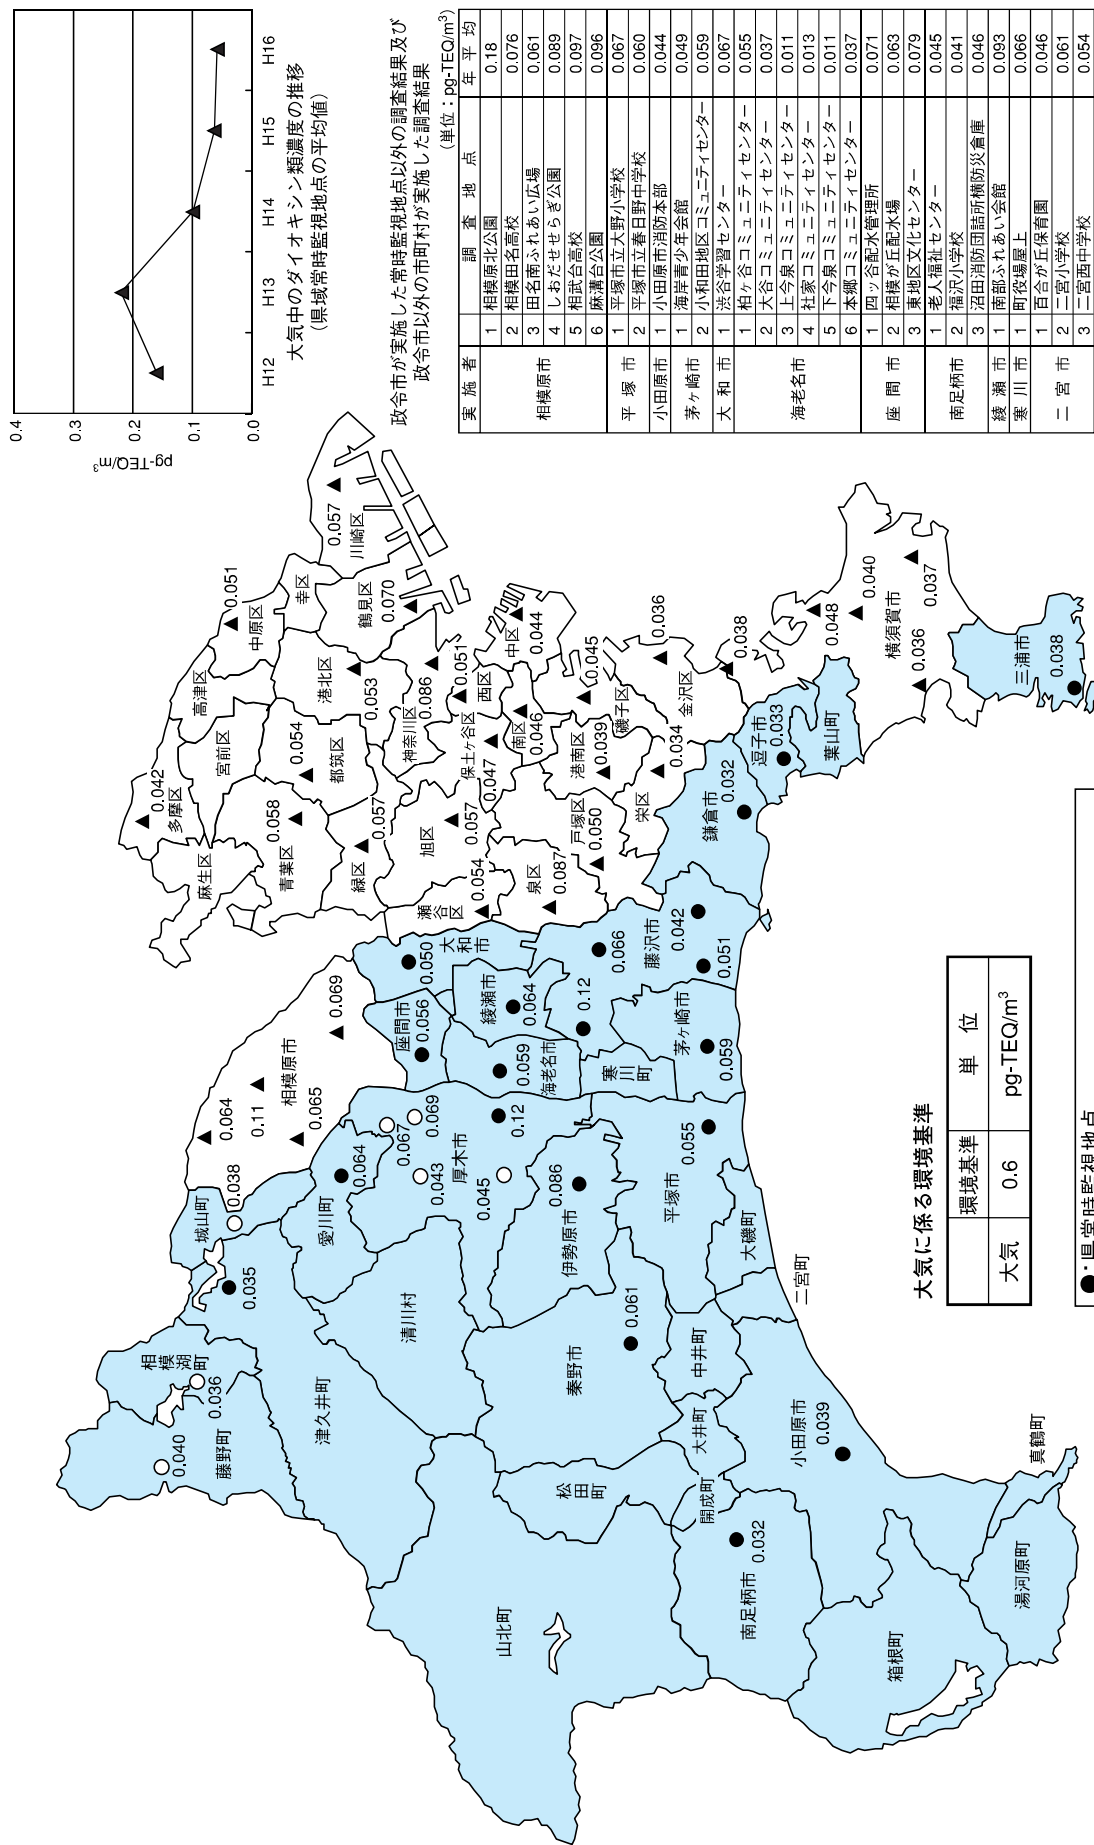 0.4
0.3
0.2
0.1
0.0
pg-TEQ/m³
H12
H13
H14
H15
H16
大気中のダイオキシン類濃度の推移
(県域常時監視地点の平均値)
政令市が実施した常時監視地点以外の調査結果及び
政令市以外の市町村が実施した調査結果
(単位：pg-TEQ/m³)
実施者 調査地点 年平均
相模原市 1 相模原北公園 0.18
2 相模田名高校 0.076
3 田名南ふれあい広場 0.061
4 しおだせせらぎ公園 0.089
5 相武台高校 0.097
6 麻溝台公園 0.096
平塚市 1 平塚市立大野小学校 0.067
2 平塚市立春日野中学校 0.060
小田原市 1 小田原市消防本部 0.044
茅ヶ崎市 1 海岸青少年会館 0.049
2 小和田地区コミュニティセンター 0.059
大和市 1 渋谷学習センター 0.067
海老名市 1 柏ヶ谷コミュニティセンター 0.055
2 大谷コミュニティセンター 0.037
3 上今泉コミュニティセンター 0.011
4 社家コミュニティセンター 0.013
5 下今泉コミュニティセンター 0.011
6 本郷コミュニティセンター 0.037
座間市 1 四ッ谷配水管理所 0.071
2 相模が丘配水場 0.063
3 東地区文化センター 0.079
南足柄市 1 老人福祉センター 0.045
2 福沢小学校 0.041
3 沼田消防団詰所横防災倉庫 0.046
綾瀬市 1 南部ふれあい会館 0.093
寒川市 1 町役場屋上 0.066
二宮市 1 百合が丘保育園 0.046
2 二宮小学校 0.061
3 二宮西中学校 0.054
藤野町
0.040
相模湖町
0.036
津久井町
0.035
城山町
0.038
相模原市
0.064
0.11
0.065
0.069
愛川町
0.064
清川村
厚木市
0.067
0.069
0.043
0.045
0.12
座間市
0.056
大和市
0.050
綾瀬市
0.064
海老名市
0.059
寒川町
藤沢市
0.12
0.066
0.042
0.051
茅ヶ崎市
0.059
伊勢原市
0.086
平塚市
0.055
大磯町
二宮町
秦野市
0.061
中井町
大井町
松田町
開成町
山北町
南足柄市
0.032
小田原市
0.039
箱根町
湯河原町
真鶴町
麻生区
多摩区
0.042
宮前区
高津区
中原区
0.051
幸区
川崎区
0.057
青葉区
0.058
都筑区
0.054
港北区
0.053
鶴見区
0.070
緑区
0.057
神奈川区
0.086
旭区
0.057
保土ヶ谷区
0.047
西区
0.051
中区
0.044
南区
0.046
瀬谷区
0.054
泉区
0.087
戸塚区
0.050
港南区
0.039
磯子区
0.045
金沢区
0.036
栄区
0.034
鎌倉市
0.032
逗子市
0.033
葉山町
横須賀市
0.038
0.048
0.040
0.037
0.036
三浦市
0.038
大気に係る環境基準
環境基準 単位
大気 0.6 pg-TEQ/m³
●：県常時監視地点